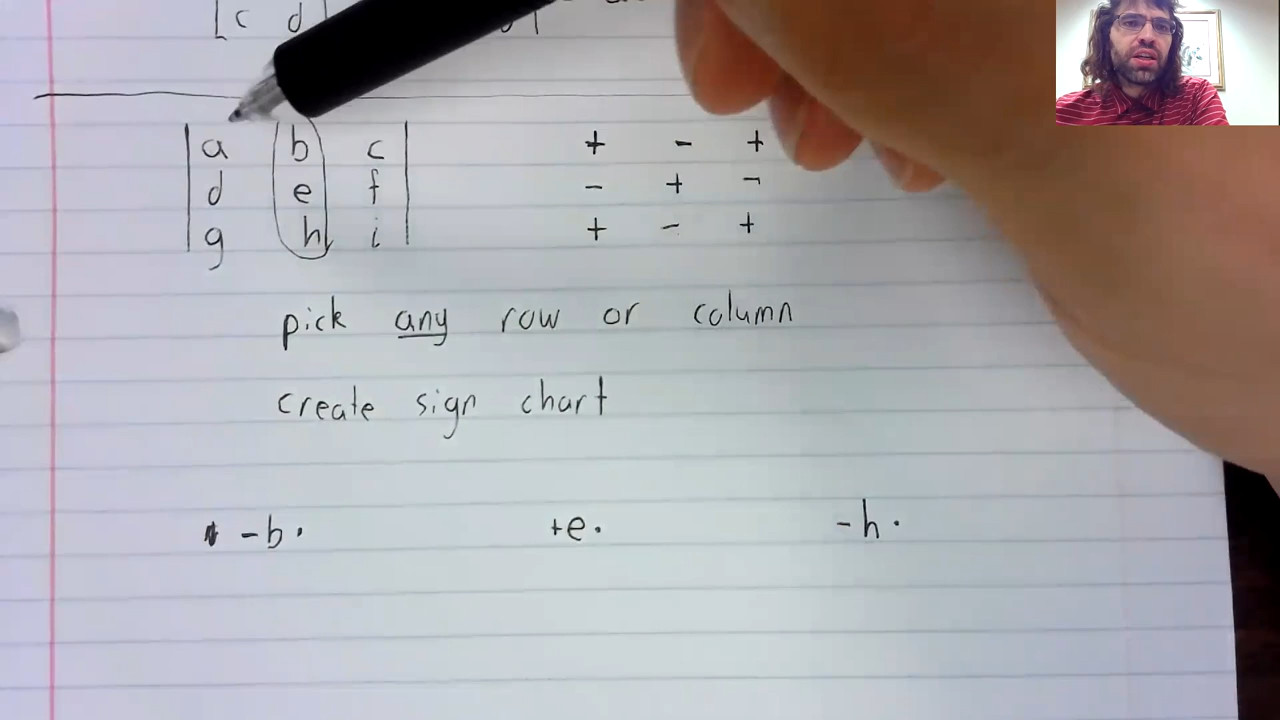 [c d]
|a b c| + - +
|d e f| - + -
|g h i| + - +
pick any row or column
create sign chart
-b· +e· -h·